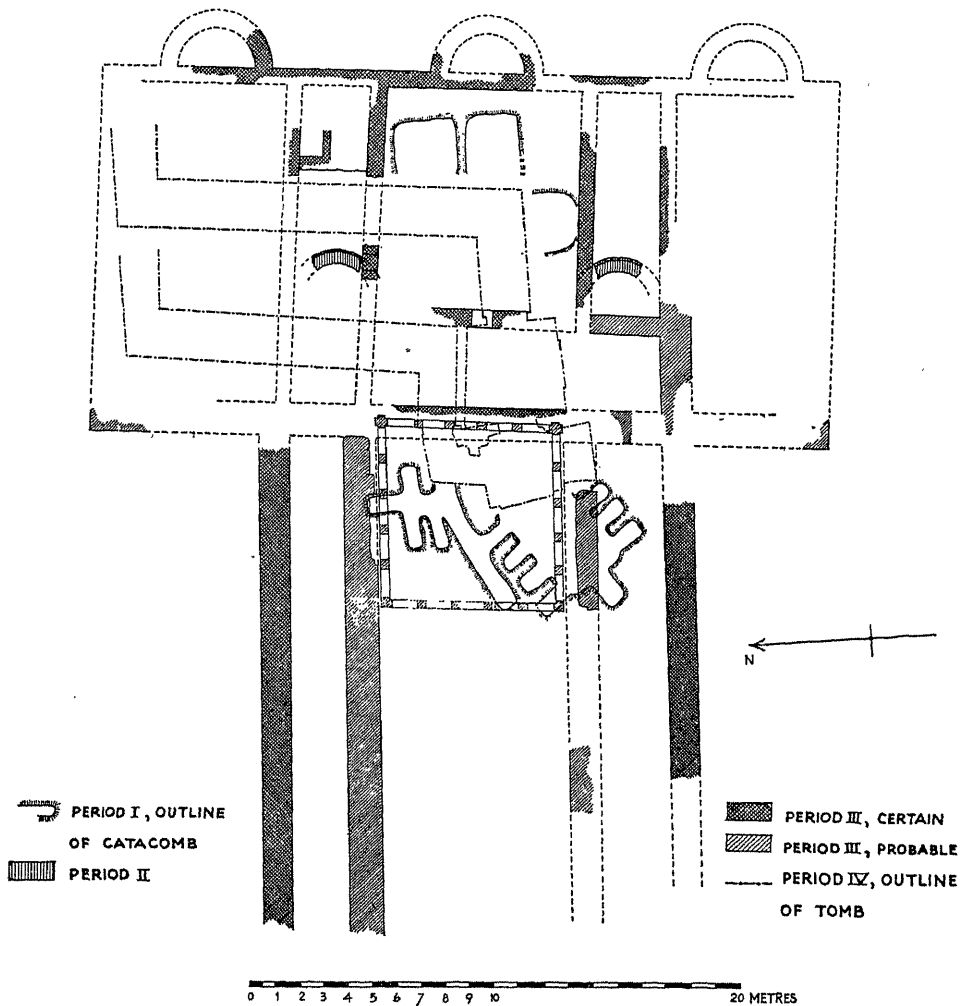 N
PERIOD I, OUTLINE
OF CATACOMB
PERIOD II
PERIOD III, CERTAIN
PERIOD III, PROBABLE
PERIOD IV, OUTLINE
OF TOMB
0 1 2 3 4 5 6 7 8 9 10 20 METRES